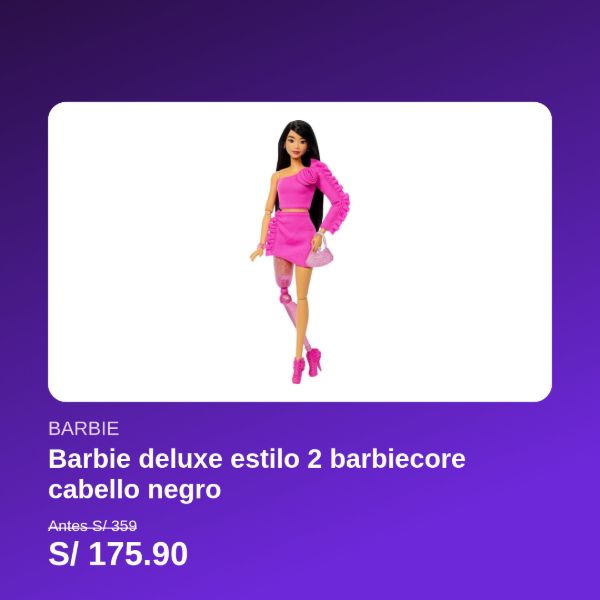 BARBIE
Barbie deluxe estilo 2 barbiecore
cabello negro
Antes S/ 359
S/ 175.90